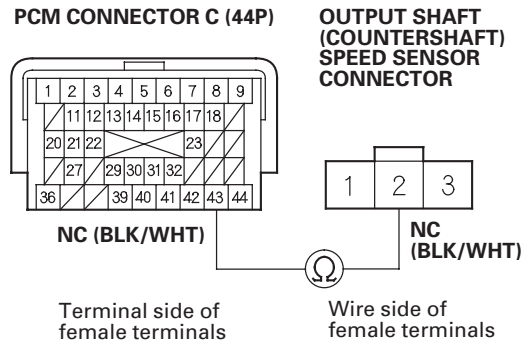 PCM CONNECTOR C (44P)
OUTPUT SHAFT
(COUNTERSHAFT)
SPEED SENSOR
CONNECTOR
1 2 3 4 5 6 7 8 9
11 12 13 14 15 16 17 18
20 21 22 23
27 29 30 31 32
36 39 40 41 42 43 44
1 2 3
NC (BLK/WHT)
NC
(BLK/WHT)
Ω
Terminal side of
female terminals
Wire side of
female terminals